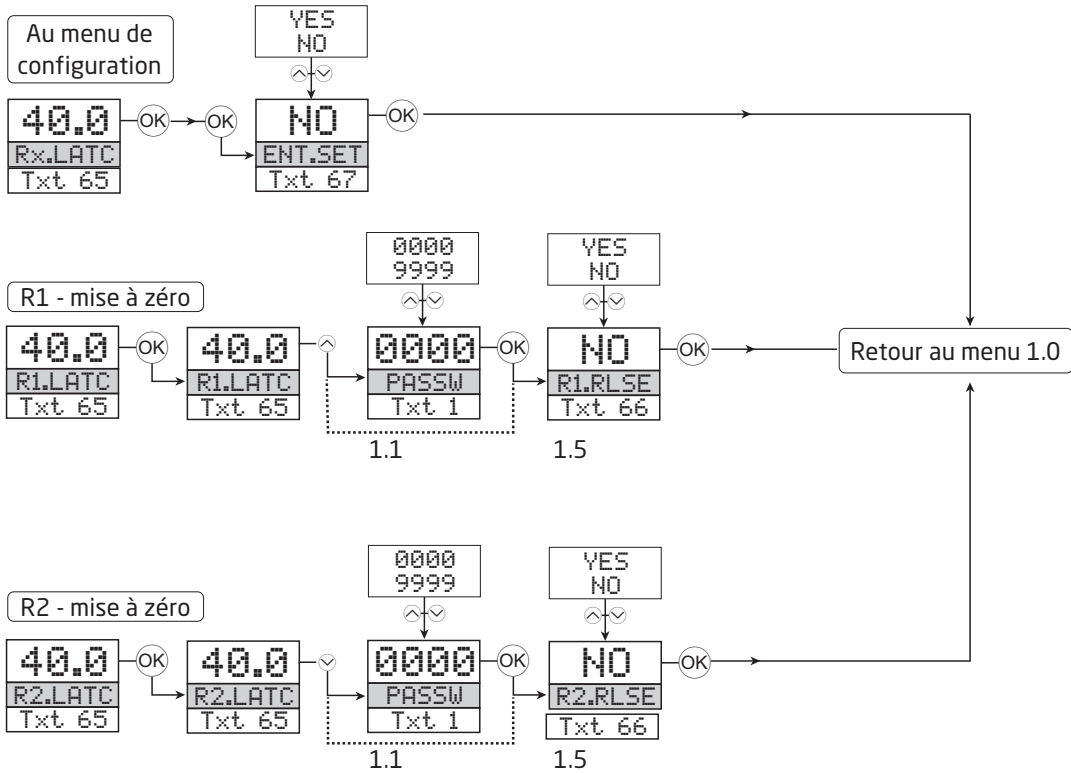 YES
NO
Au menu de
configuration
40.0
OK
OK
NO
OK
Rx.LATC
ENT.SET
Txt 65
Txt 67
0000
9999
YES
NO
R1 - mise à zéro
40.0
OK
40.0
0000
OK
NO
OK
Retour au menu 1.0
R1.LATC
R1.LATC
PASSW
R1.RLSE
Txt 65
Txt 65
Txt 1
Txt 66
1.1
1.5
0000
9999
YES
NO
R2 - mise à zéro
40.0
OK
40.0
0000
OK
NO
OK
R2.LATC
R2.LATC
PASSW
R2.RLSE
Txt 65
Txt 65
Txt 1
Txt 66
1.1
1.5